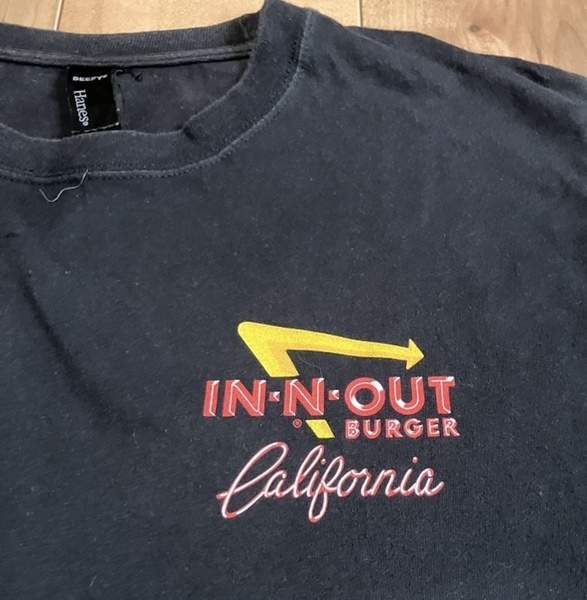 BEEFY®
Hanes®
IN-N-OUT
® BURGER
California